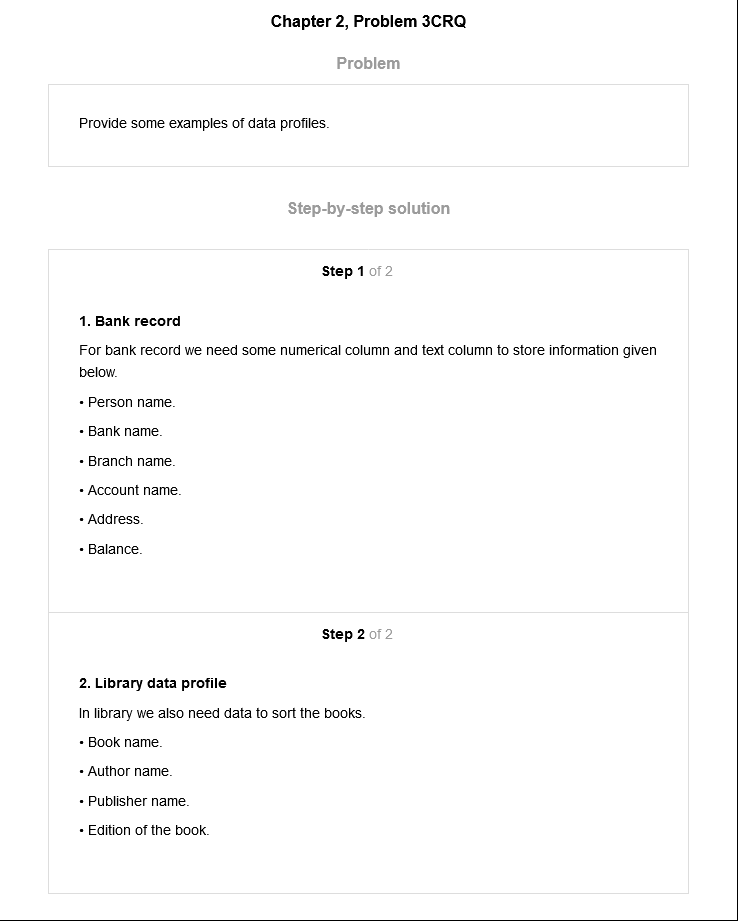 Chapter 2, Problem 3CRQ
Problem
Provide some examples of data profiles.
Step-by-step solution
Step 1 of 2
1. Bank record
For bank record we need some numerical column and text column to store information given
below.
• Person name.
• Bank name.
• Branch name.
• Account name.
• Address.
• Balance.
Step 2 of 2
2. Library data profile
In library we also need data to sort the books.
• Book name.
• Author name.
• Publisher name.
• Edition of the book.